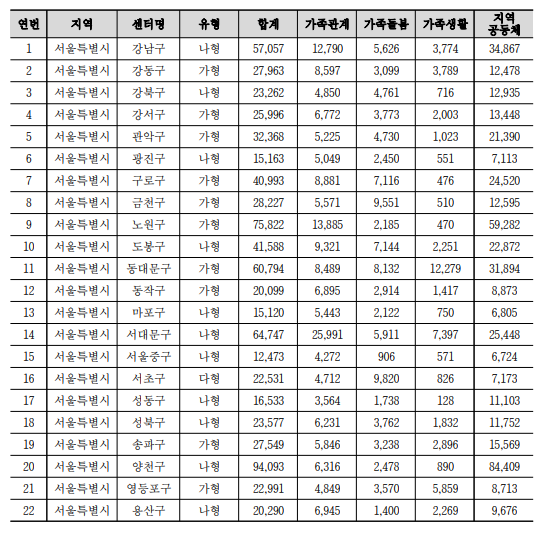 연번 지역 센터명 유형 합계 가족관계 가족돌봄 가족생활 지역
공동체
1 서울특별시 강남구 나형 57,057 12,790 5,626 3,774 34,867
2 서울특별시 강동구 가형 27,963 8,597 3,099 3,789 12,478
3 서울특별시 강북구 나형 23,262 4,850 4,761 716 12,935
4 서울특별시 강서구 가형 25,996 6,772 3,773 2,003 13,448
5 서울특별시 관악구 가형 32,368 5,225 4,730 1,023 21,390
6 서울특별시 광진구 나형 15,163 5,049 2,450 551 7,113
7 서울특별시 구로구 가형 40,993 8,881 7,116 476 24,520
8 서울특별시 금천구 가형 28,227 5,571 9,551 510 12,595
9 서울특별시 노원구 가형 75,822 13,885 2,185 470 59,282
10 서울특별시 도봉구 나형 41,588 9,321 7,144 2,251 22,872
11 서울특별시 동대문구 가형 60,794 8,489 8,132 12,279 31,894
12 서울특별시 동작구 가형 20,099 6,895 2,914 1,417 8,873
13 서울특별시 마포구 나형 15,120 5,443 2,122 750 6,805
14 서울특별시 서대문구 나형 64,747 25,991 5,911 7,397 25,448
15 서울특별시 서울중구 나형 12,473 4,272 906 571 6,724
16 서울특별시 서초구 다형 22,531 4,712 9,820 826 7,173
17 서울특별시 성동구 나형 16,533 3,564 1,738 128 11,103
18 서울특별시 성북구 나형 23,577 6,231 3,762 1,832 11,752
19 서울특별시 송파구 가형 27,549 5,846 3,238 2,896 15,569
20 서울특별시 양천구 나형 94,093 6,316 2,478 890 84,409
21 서울특별시 영등포구 가형 22,991 4,849 3,570 5,859 8,713
22 서울특별시 용산구 나형 20,290 6,945 1,400 2,269 9,676